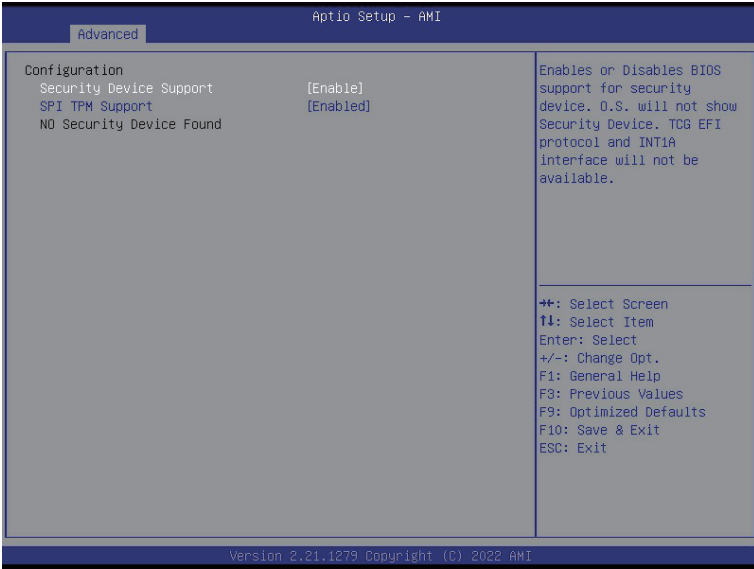 Aptio Setup - AMI
Advanced
Configuration
Security Device Support [Enable]
SPI TPM Support [Enabled]
NO Security Device Found
Enables or Disables BIOS
support for security
device. O.S. will not show
Security Device. TCG EFI
protocol and INT1A
interface will not be
available.
→←: Select Screen
↑↓: Select Item
Enter: Select
+/-: Change Opt.
F1: General Help
F3: Previous Values
F9: Optimized Defaults
F10: Save & Exit
ESC: Exit
Version 2.21.1279 Copyright (C) 2022 AMI